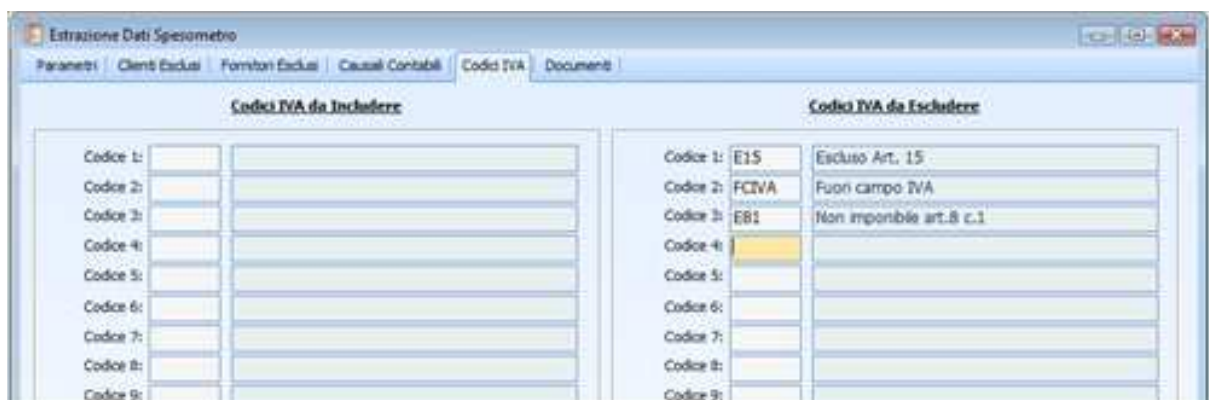 Estrazione Dati Spesometro
Parametri Clienti Esclusi Fornitori Esclusi Causali Contabili Codici IVA Documenti
Codici IVA da Includere Codici IVA da Escludere
Codice 1: Codice 1: E15 Escluso Art. 15
Codice 2: Codice 2: FCIVA Fuori campo IVA
Codice 3: Codice 3: E81 Non imponibile art.8 c.1
Codice 4: Codice 4:
Codice 5: Codice 5:
Codice 6: Codice 6:
Codice 7: Codice 7:
Codice 8: Codice 8:
Codice 9: Codice 9: